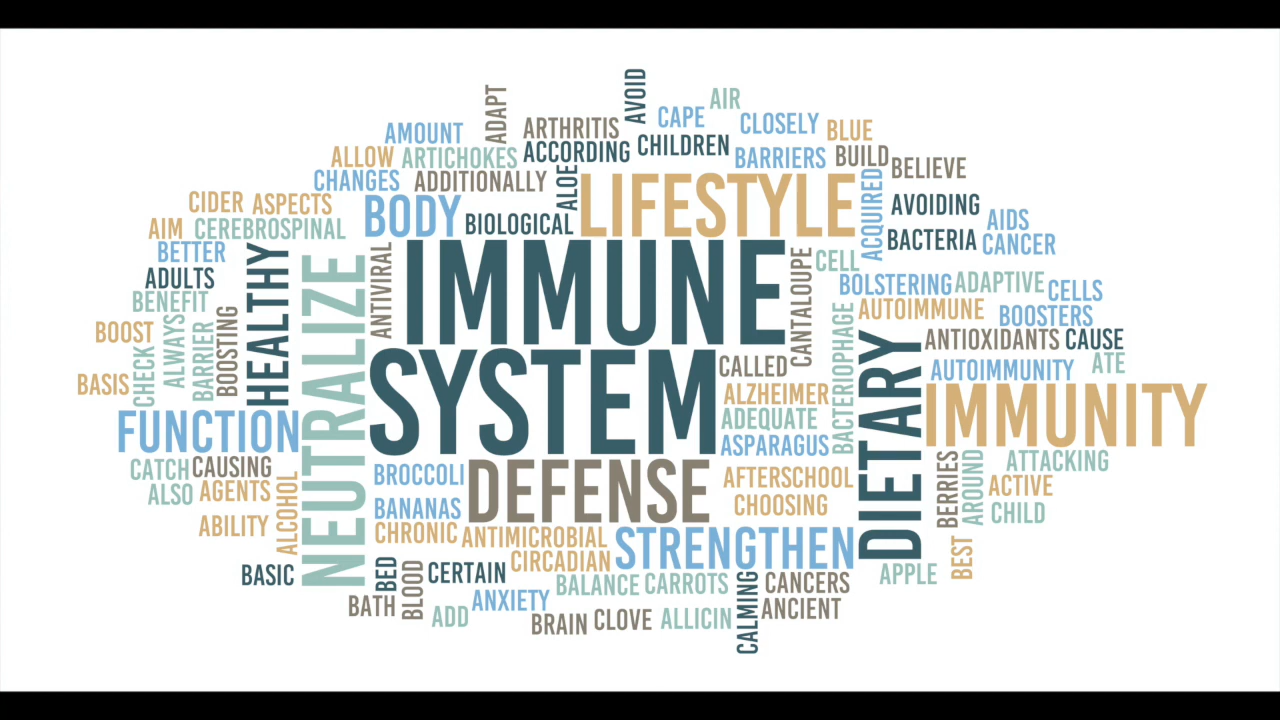 AVOID
ADAPT
AIR
CAPE
CLOSELY
BLUE
AMOUNT
ARTHRITIS
ACCORDING
CHILDREN
BARRIERS
BUILD
BELIEVE
ALLOW
ARTICHOKES
CHANGES
ADDITIONALLY
ALOE
LIFESTYLE
ACQUIRED
AVOIDING
CIDER
ASPECTS
BODY
BIOLOGICAL
AIDS
AIM
CEREBROSPINAL
BACTERIA
CANCER
BETTER
HEALTHY
NEUTRALIZE
ANTIVIRAL
IMMUNE
CANTALOUPE
CELL
ADULTS
BOLSTERING
ADAPTIVE
CELLS
BENEFIT
AUTOIMMUNE
BOOSTERS
BOOST
ALWAYS
BARRIER
BOOSTING
BACTERIOPHAGE
DIETARY
ANTIOXIDANTS
CAUSE
CHECK
SYSTEM
CALLED
AUTOIMMUNITY
ATE
BASIS
ALZHEIMER
IMMUNITY
ADEQUATE
FUNCTION
ASPARAGUS
CATCH
CAUSING
BROCCOLI
DEFENSE
AFTERSCHOOL
BERRIES
AROUND
ATTACKING
ALSO
AGENTS
ALCOHOL
BANANAS
CHOOSING
ACTIVE
CHILD
ABILITY
CHRONIC
ANTIMICROBIAL
STRENGTHEN
BEST
CIRCADIAN
BASIC
BED
BLOOD
CERTAIN
BALANCE
CARROTS
CALMING
CANCERS
APPLE
BATH
ADD
ANXIETY
BRAIN
CLOVE
ALLICIN
ANCIENT